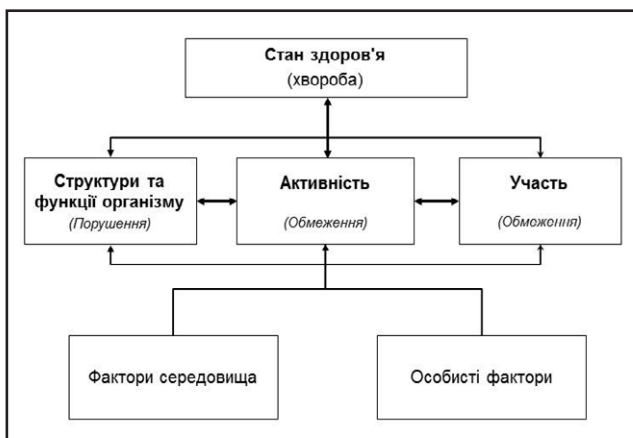 Стан здоров'я
(хвороба)
Структури та
функції організму
(Порушення)
Активність
(Обмеження)
Участь
(Обможоння)
Фактори середовища
Особисті фактори